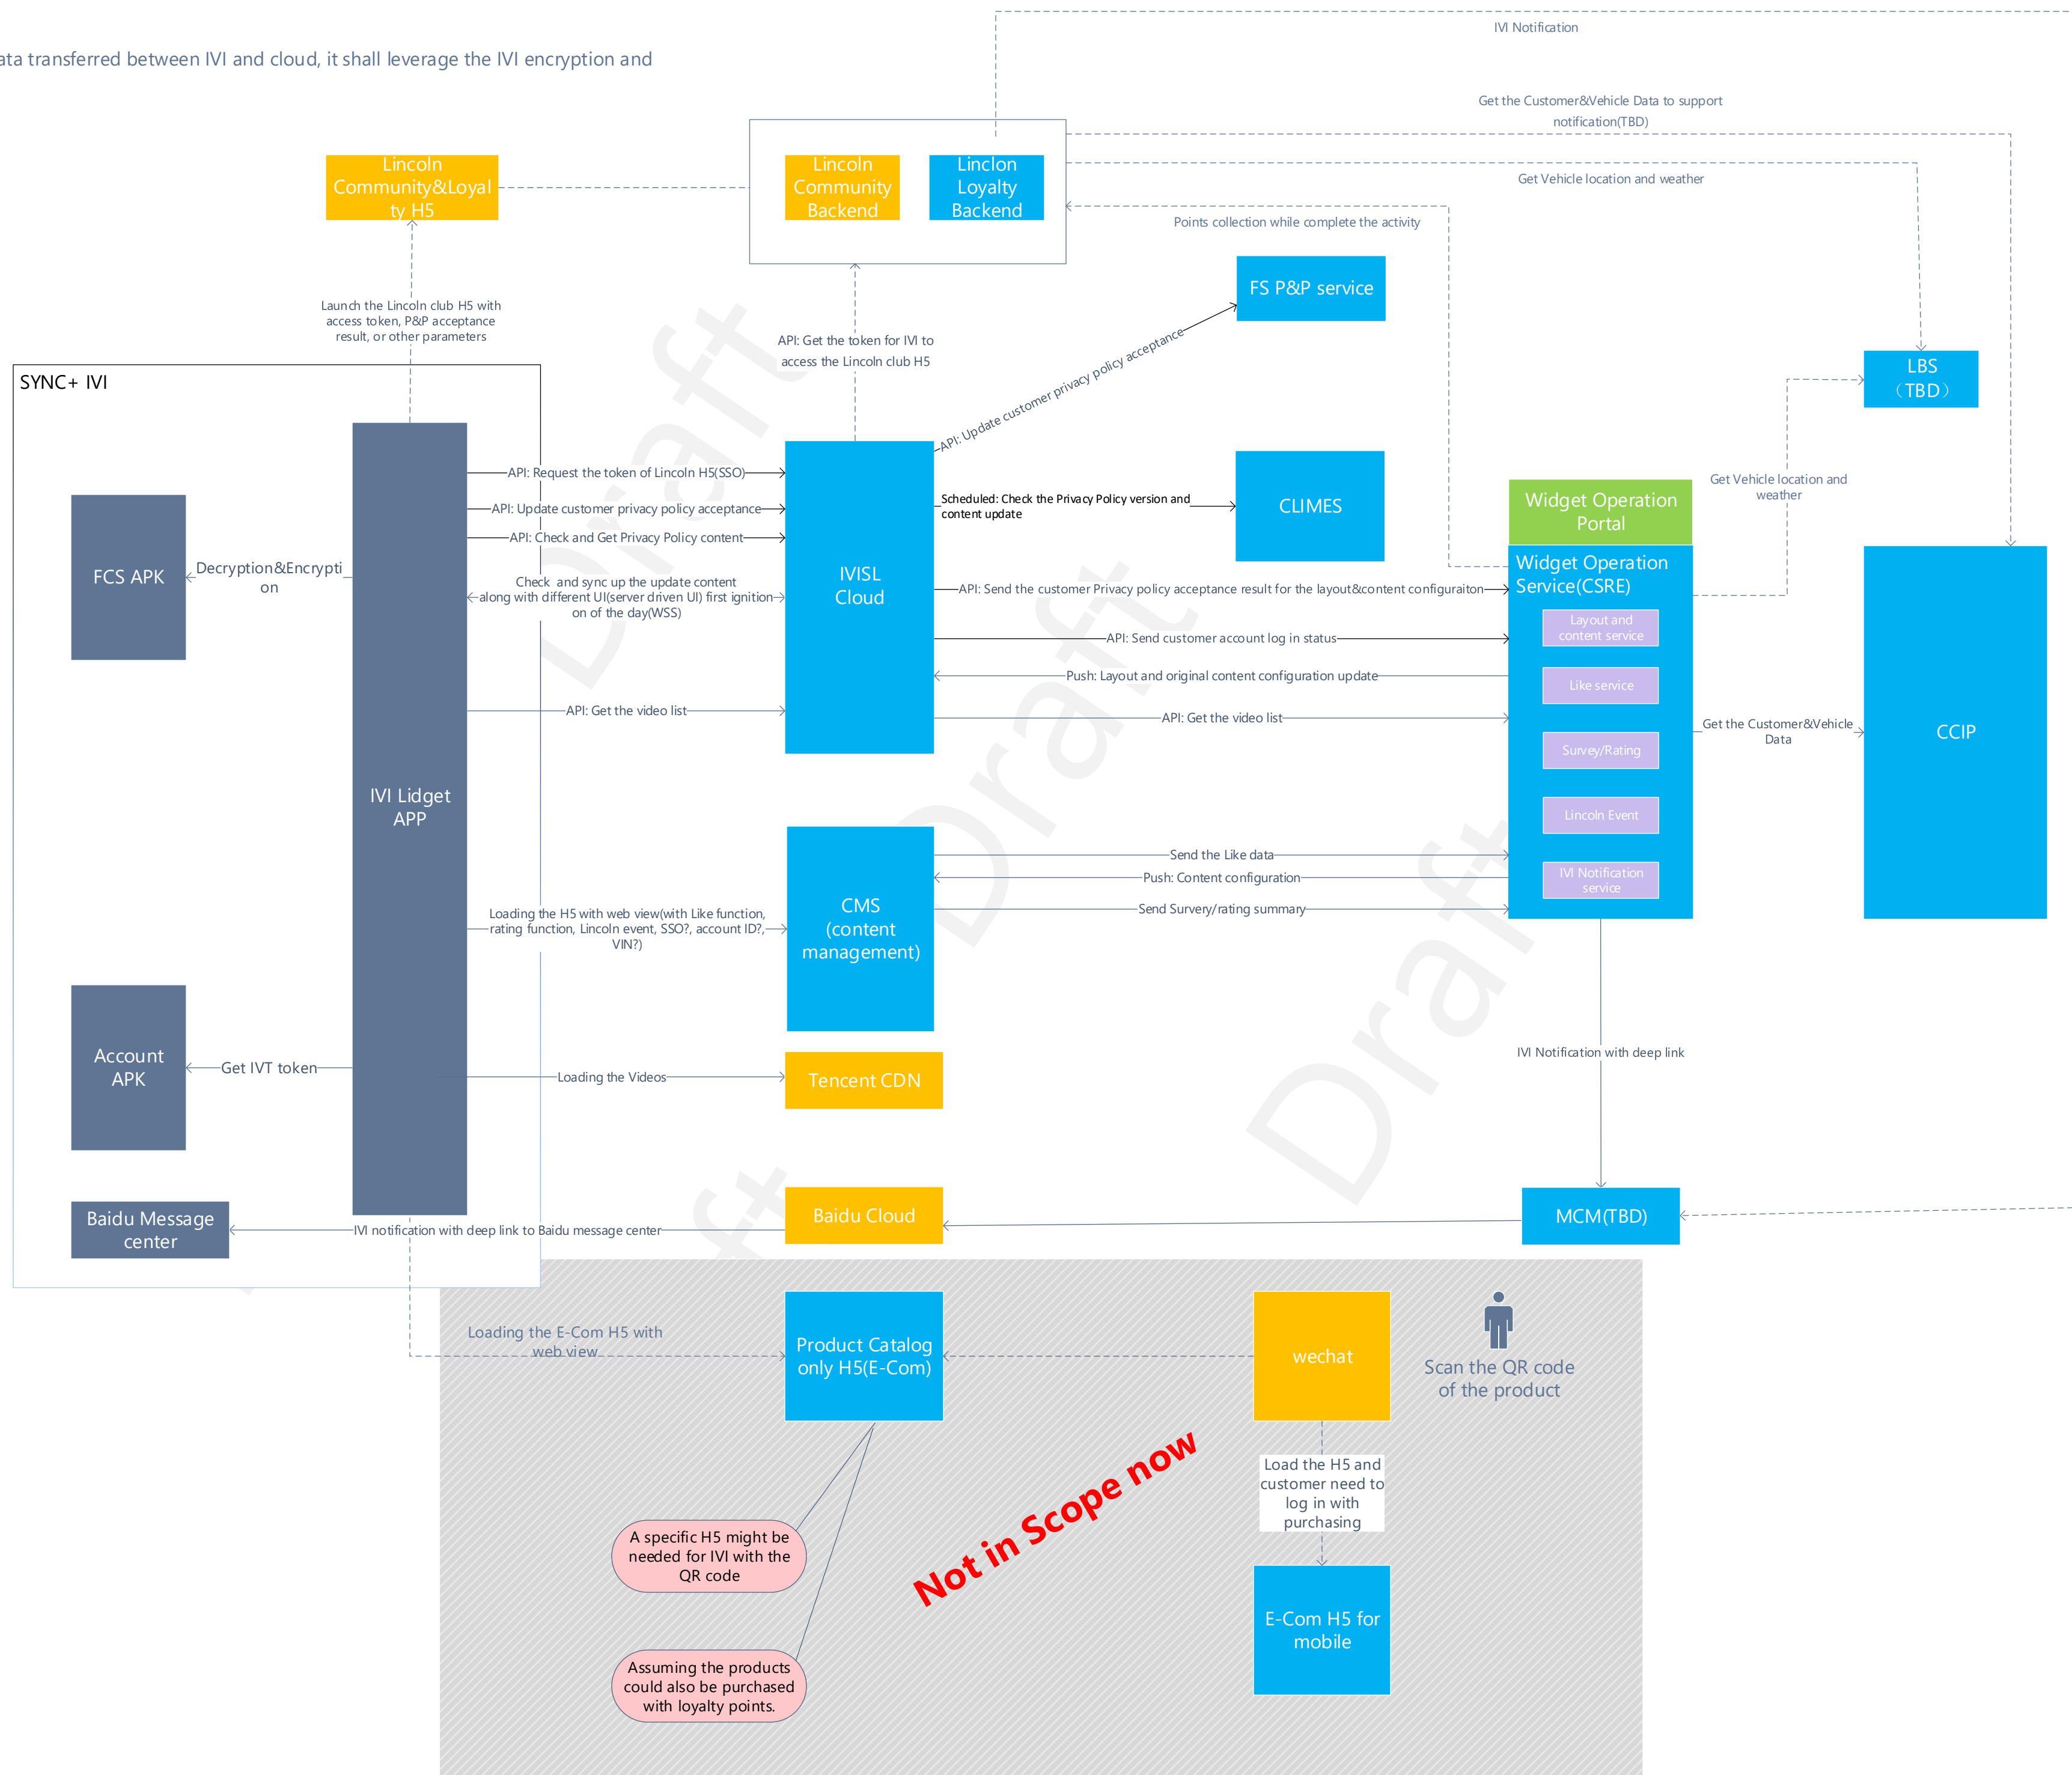 IVI Notification
ata transferred between IVI and cloud, it shall leverage the IVI encryption and
Get the Customer&Vehicle Data to support
notification(TBD)
Lincoln
Community&Loyal
ty H5
Lincoln
Community
Backend
Linclon
Loyalty
Backend
Get Vehicle location and weather
Points collection while complete the activity
FS P&P service
Launch the Lincoln club H5 with
access token, P&P acceptance
result, or other parameters
API: Get the token for IVI to
access the Lincoln club H5
API: Update customer privacy policy acceptance
LBS
（TBD）
SYNC+ IVI
API: Request the token of Lincoln H5(SSO)
API: Update customer privacy policy acceptance
API: Check and Get Privacy Policy content
Scheduled: Check the Privacy Policy version and
content update
CLIMES
Get Vehicle location and
weather
Widget Operation
Portal
FCS APK
Decryption&Encrypti
on
Check  and sync up the update content
along with different UI(server driven UI) first ignition
on of the day(WSS)
IVISL
Cloud
API: Send the customer Privacy policy acceptance result for the layout&content configuraiton
Widget Operation
Service(CSRE)
Layout and
content service
API: Send customer account log in status
Push: Layout and original content configuration update
Like service
API: Get the video list
API: Get the video list
Get the Customer&Vehicle
Data
CCIP
Survey/Rating
IVI Lidget
APP
Lincoln Event
Send the Like data
Push: Content configuration
IVI Notification
service
Send Survery/rating summary
Loading the H5 with web view(with Like function,
rating function, Lincoln event, SSO?, account ID?,
VIN?)
CMS
(content
management)
Account
APK
Get IVT token
Loading the Videos
Tencent CDN
IVI Notification with deep link
Baidu Message
center
IVI notification with deep link to Baidu message center
Baidu Cloud
MCM(TBD)
Loading the E-Com H5 with
web view
Product Catalog
only H5(E-Com)
wechat
Scan the QR code
of the product
Load the H5 and
customer need to
log in with
purchasing
Not in Scope now
A specific H5 might be
needed for IVI with the
QR code
E-Com H5 for
mobile
Assuming the products
could also be purchased
with loyalty points.
Draft
Draft
Draft
ft